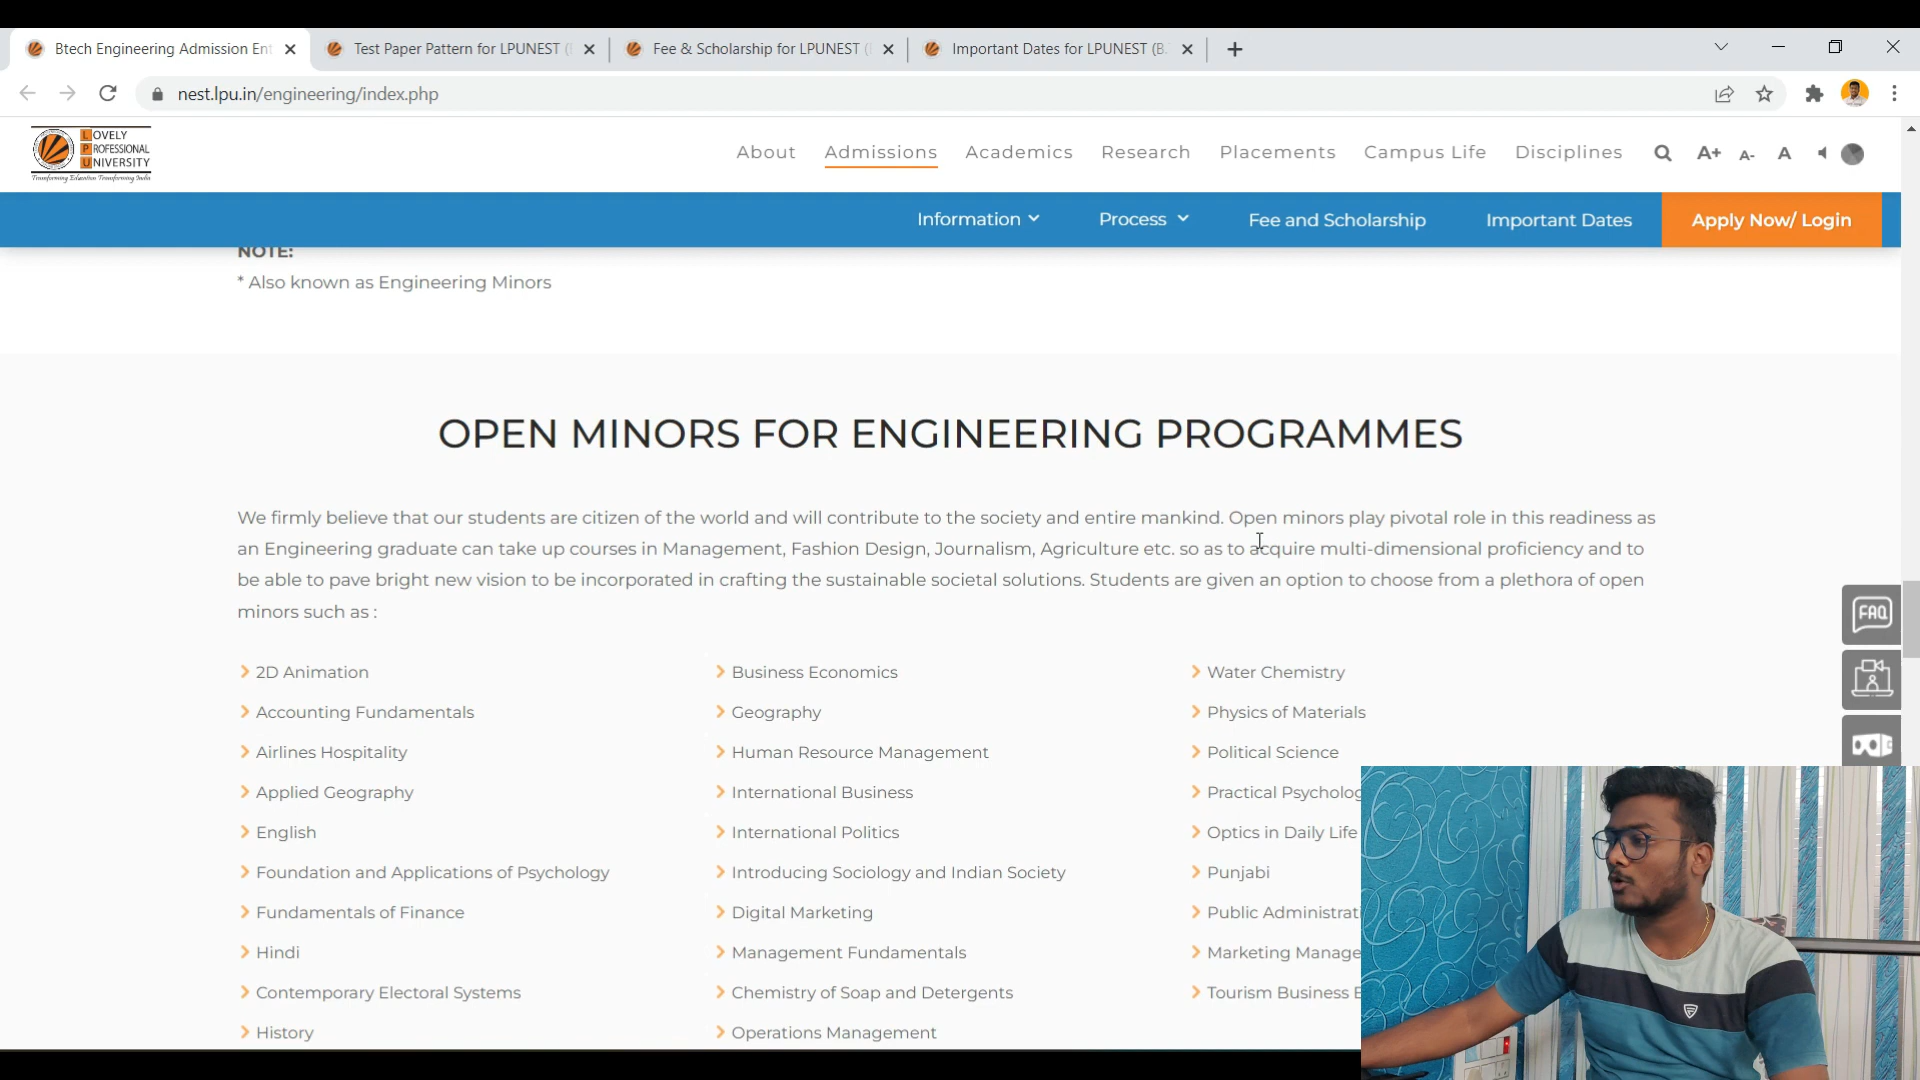 Btech Engineering Admission En
Test Paper Pattern for LPUNEST (
Fee & Scholarship for LPUNEST (
Important Dates for LPUNEST (B.
nest.lpu.in/engineering/index.php
LOVELY
PROFESSIONAL
UNIVERSITY
Transforming Education Transforming India
About
Admissions
Academics
Research
Placements
Campus Life
Disciplines
A+
A-
A
Information
Process
Fee and Scholarship
Important Dates
Apply Now/ Login
NOTE:
* Also known as Engineering Minors
OPEN MINORS FOR ENGINEERING PROGRAMMES
We firmly believe that our students are citizen of the world and will contribute to the society and entire mankind. Open minors play pivotal role in this readiness as
an Engineering graduate can take up courses in Management, Fashion Design, Journalism, Agriculture etc. so as to acquire multi-dimensional proficiency and to
be able to pave bright new vision to be incorporated in crafting the sustainable societal solutions. Students are given an option to choose from a plethora of open
minors such as :
2D Animation
Accounting Fundamentals
Airlines Hospitality
Applied Geography
English
Foundation and Applications of Psychology
Fundamentals of Finance
Hindi
Contemporary Electoral Systems
History
Business Economics
Geography
Human Resource Management
International Business
International Politics
Introducing Sociology and Indian Society
Digital Marketing
Management Fundamentals
Chemistry of Soap and Detergents
Operations Management
Water Chemistry
Physics of Materials
Political Science
Practical Psycholog
Optics in Daily Life
Punjabi
Public Administrati
Marketing Manage
Tourism Business E
FAQ